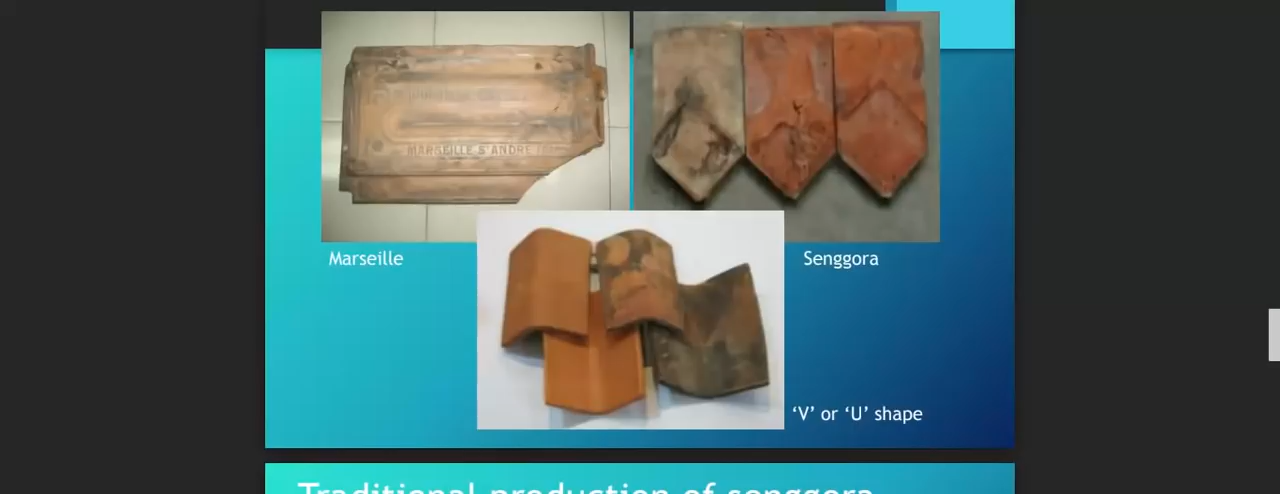 MARSEILLE S^T ANDRE
Marseille
Senggora
‘V’ or ‘U’ shape
Traditional production of senggora